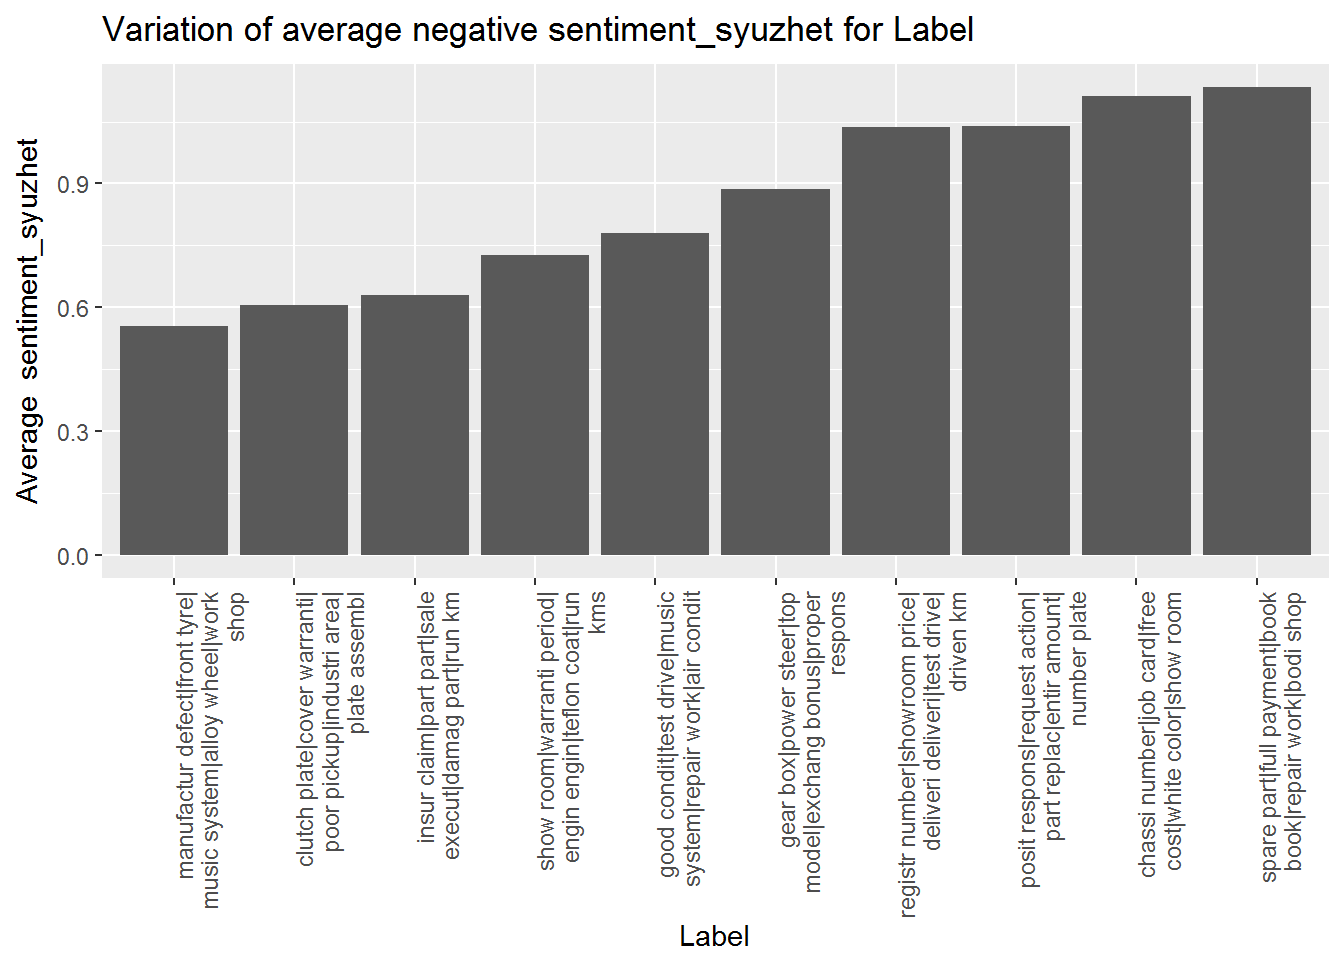 Variation of average negative sentiment_syuzhet for Label
Average  sentiment_syuzhet
0.9
0.6
0.3
0.0
manufactur defect|front tyre|
music system|alloy wheel|work
shop
clutch plate|cover warranti|
poor pickup|industri area|
plate assembl
insur claim|part part|sale
execut|damag part|run km
show room|warranti period|
engin engin|teflon coat|run
kms
good condit|test drive|music
system|repair work|air condit
gear box|power steer|top
model|exchang bonus|proper
respons
registr number|showroom price|
deliveri deliveri|test drive|
driven km
posit respons|request action|
part replac|entir amount|
number plate
chassi number|job card|free
cost|white color|show room
spare part|full payment|book
book|repair work|bodi shop
Label